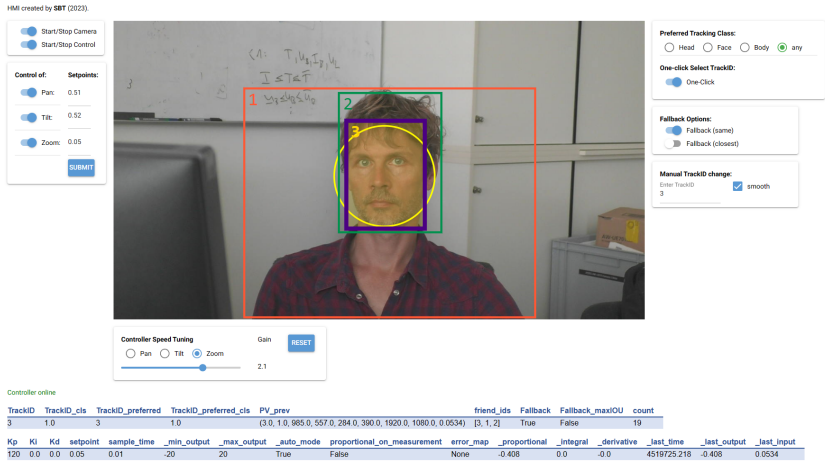 HMI created by SBT (2023).
Start/Stop Camera
Start/Stop Control
Control of: Setpoints:
Pan: 0.51
Tilt: 0.52
Zoom: 0.05
SUBMIT
1
2
3
Preferred Tracking Class:
Head Face Body any
One-click Select TrackID:
One-Click
Fallback Options:
Fallback (same)
Fallback (closest)
Manual TrackID change:
Enter TrackID
3
smooth
Controller Speed Tuning Gain RESET
Pan Tilt Zoom
2.1
Controller online
TrackID TrackID_cls TrackID_preferred TrackID_preferred_cls PV_prev friend_ids Fallback Fallback_maxIOU count
3 1.0 3 1.0 (3.0, 1.0, 985.0, 557.0, 284.0, 390.0, 1920.0, 1080.0, 0.0534) [3, 1, 2] True False 19
Kp Ki Kd setpoint sample_time _min_output _max_output _auto_mode proportional_on_measurement error_map _proportional _integral _derivative _last_time _last_output _last_input
120 0.0 0.0 0.05 0.01 -20 20 True False None -0.408 0.0 -0.0 4519725.218 -0.408 0.0534